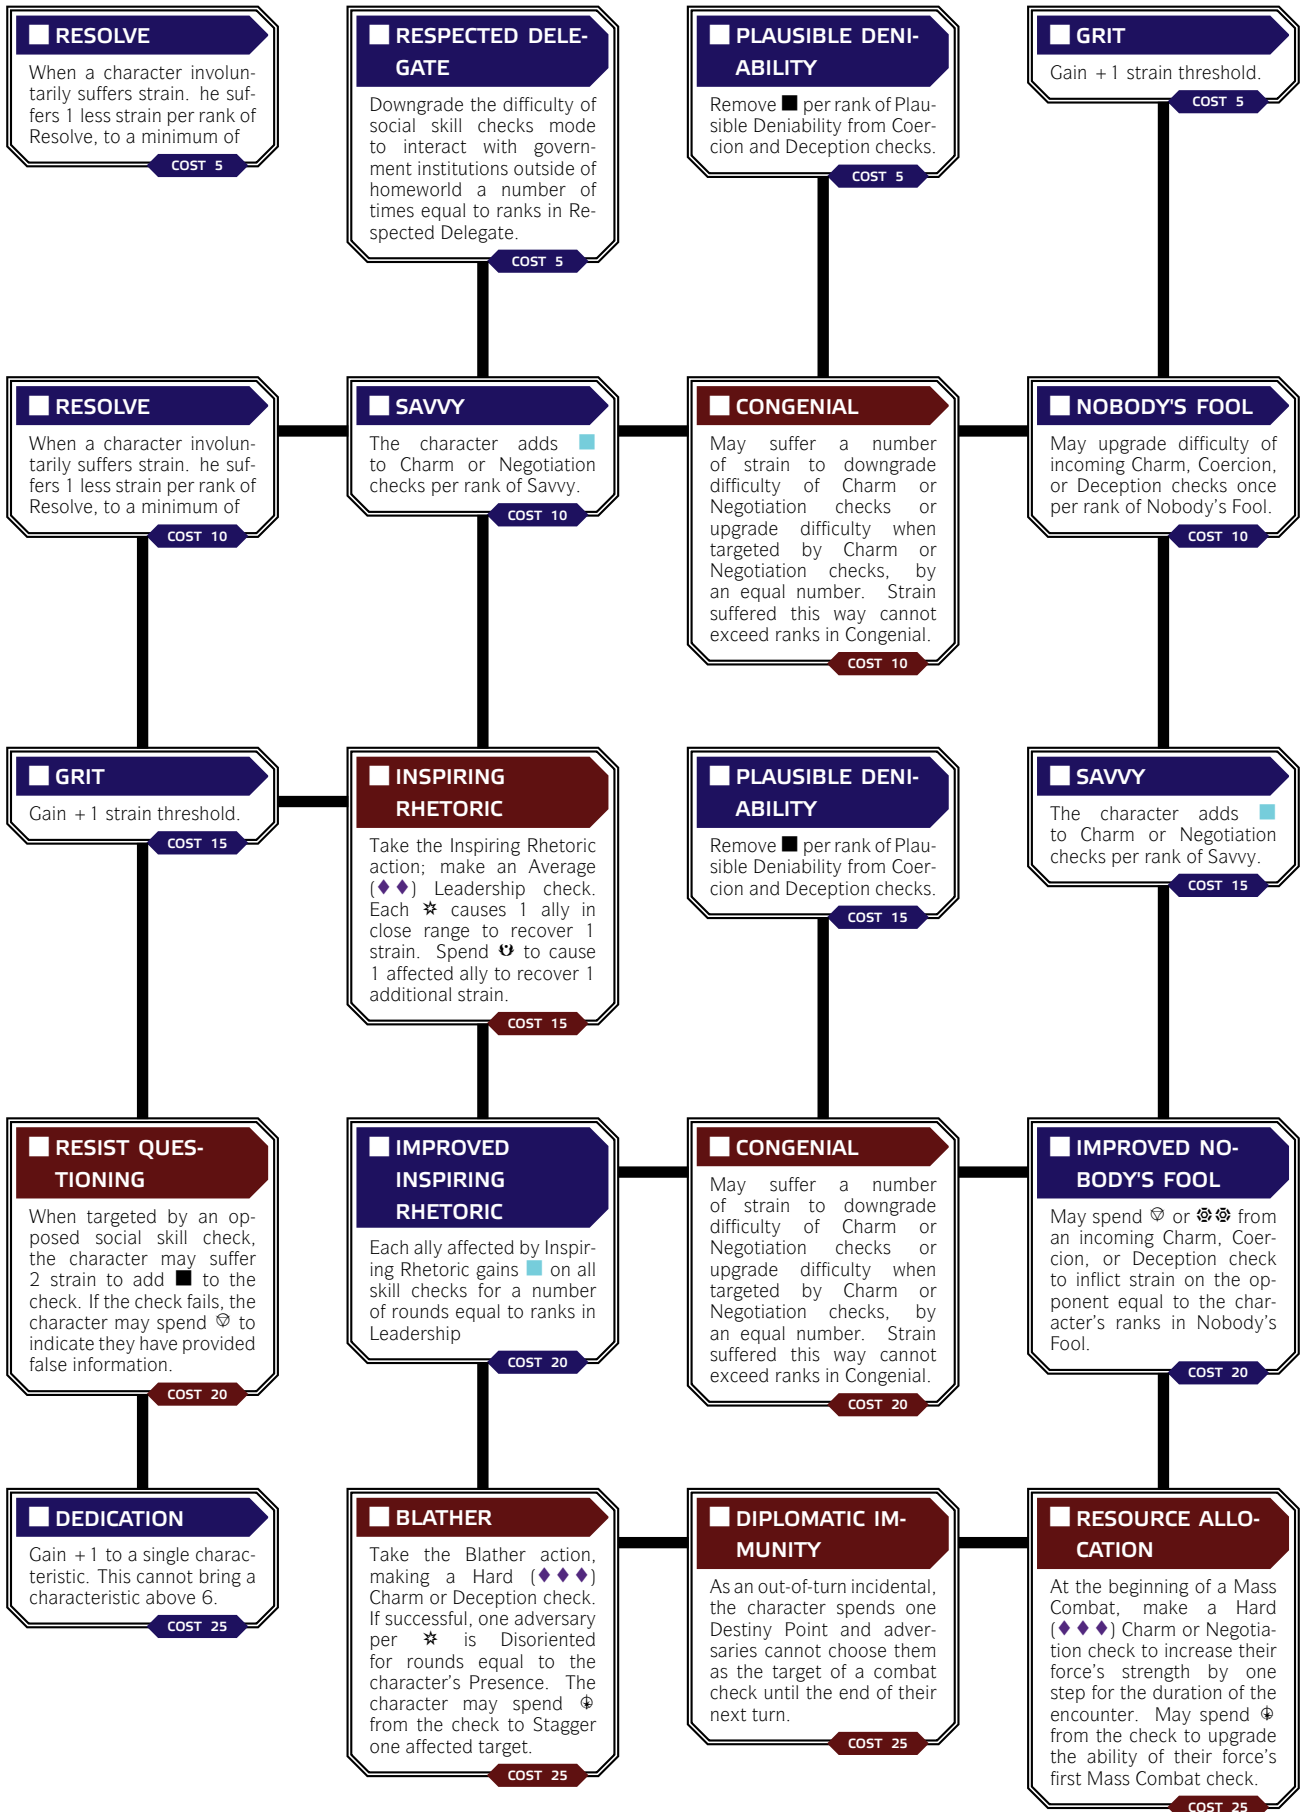 RESOLVE
When a character involun-
tarily suffers strain. he suf-
fers 1 less strain per rank of
Resolve, to a minimum of
COST 5
RESPECTED DELE-
GATE
Downgrade the difficulty of
social skill checks mode
to interact with govern-
ment institutions outside of
homeworld a number of
times equal to ranks in Re-
spected Delegate.
COST 5
PLAUSIBLE DENI-
ABILITY
Remove ■ per rank of Plau-
sible Deniability from Coer-
cion and Deception checks.
COST 5
GRIT
Gain +1 strain threshold.
COST 5
RESOLVE
When a character involun-
tarily suffers strain. he suf-
fers 1 less strain per rank of
Resolve, to a minimum of
COST 10
SAVVY
The character adds ■
to Charm or Negotiation
checks per rank of Savvy.
COST 10
CONGENIAL
May suffer a number
of strain to downgrade
difficulty of Charm or
Negotiation checks or
upgrade difficulty when
targeted by Charm or
Negotiation checks, by
an equal number. Strain
suffered this way cannot
exceed ranks in Congenial.
COST 10
NOBODY'S FOOL
May upgrade difficulty of
incoming Charm, Coercion,
or Deception checks once
per rank of Nobody's Fool.
COST 10
GRIT
Gain +1 strain threshold.
COST 15
INSPIRING
RHETORIC
Take the Inspiring Rhetoric
action; make an Average
(♦ ♦) Leadership check.
Each causes 1 ally in
close range to recover 1
strain. Spend to cause
1 affected ally to recover 1
additional strain.
COST 15
PLAUSIBLE DENI-
ABILITY
Remove ■ per rank of Plau-
sible Deniability from Coer-
cion and Deception checks.
COST 15
SAVVY
The character adds ■
to Charm or Negotiation
checks per rank of Savvy.
COST 15
RESIST QUES-
TIONING
When targeted by an op-
posed social skill check,
the character may suffer
2 strain to add ■ to the
check. If the check fails, the
character may spend to
indicate they have provided
false information.
COST 20
IMPROVED
INSPIRING
RHETORIC
Each ally affected by Inspir-
ing Rhetoric gains ■ on all
skill checks for a number
of rounds equal to ranks in
Leadership
COST 20
CONGENIAL
May suffer a number
of strain to downgrade
difficulty of Charm or
Negotiation checks or
upgrade difficulty when
targeted by Charm or
Negotiation checks, by
an equal number. Strain
suffered this way cannot
exceed ranks in Congenial.
COST 20
IMPROVED NO-
BODY'S FOOL
May spend or from
an incoming Charm, Coer-
cion, or Deception check
to inflict strain on the op-
ponent equal to the char-
acter's ranks in Nobody's
Fool.
COST 20
DEDICATION
Gain +1 to a single charac-
teristic. This cannot bring a
characteristic above 6.
COST 25
BLATHER
Take the Blather action,
making a Hard (♦ ♦ ♦)
Charm or Deception check.
If successful, one adversary
per is Disoriented
for rounds equal to the
character's Presence. The
character may spend
from the check to Stagger
one affected target.
COST 25
DIPLOMATIC IM-
MUNITY
As an out-of-turn incidental,
the character spends one
Destiny Point and adver-
saries cannot choose them
as the target of a combat
check until the end of their
next turn.
COST 25
RESOURCE ALLO-
CATION
At the beginning of a Mass
Combat, make a Hard
(♦ ♦ ♦) Charm or Negotia-
tion check to increase their
force's strength by one
step for the duration of the
encounter. May spend
from the check to upgrade
the ability of their force's
first Mass Combat check.
COST 25